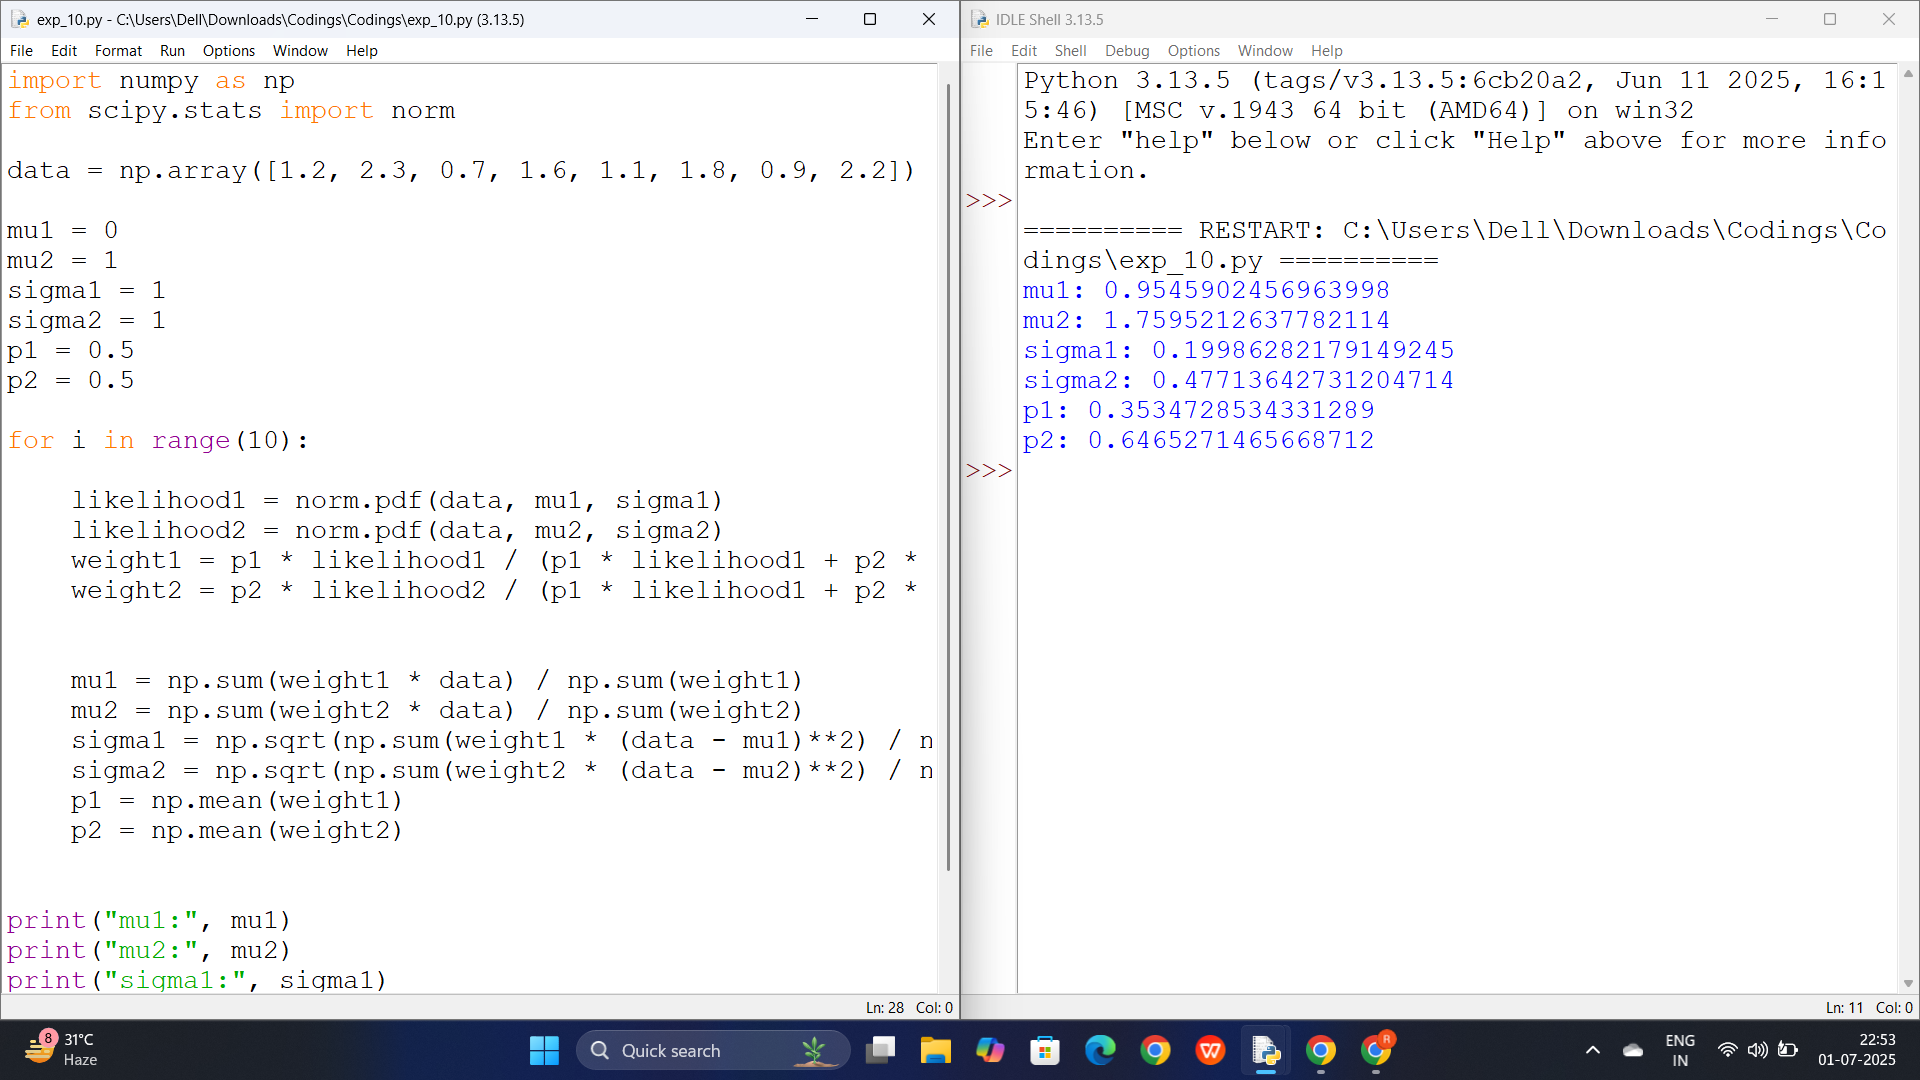 exp_10.py - C:\Users\Dell\Downloads\Codings\Codings\exp_10.py (3.13.5)
File Edit Format Run Options Window Help
import numpy as np
from scipy.stats import norm
data = np.array([1.2, 2.3, 0.7, 1.6, 1.1, 1.8, 0.9, 2.2])
mu1 = 0
mu2 = 1
sigma1 = 1
sigma2 = 1
p1 = 0.5
p2 = 0.5
for i in range(10):
    likelihood1 = norm.pdf(data, mu1, sigma1)
    likelihood2 = norm.pdf(data, mu2, sigma2)
    weight1 = p1 * likelihood1 / (p1 * likelihood1 + p2 *
    weight2 = p2 * likelihood2 / (p1 * likelihood1 + p2 *
    mu1 = np.sum(weight1 * data) / np.sum(weight1)
    mu2 = np.sum(weight2 * data) / np.sum(weight2)
    sigma1 = np.sqrt(np.sum(weight1 * (data - mu1)**2) / n
    sigma2 = np.sqrt(np.sum(weight2 * (data - mu2)**2) / n
    p1 = np.mean(weight1)
    p2 = np.mean(weight2)
print("mu1:", mu1)
print("mu2:", mu2)
print("sigma1:", sigma1)
Ln: 28 Col: 0
IDLE Shell 3.13.5
File Edit Shell Debug Options Window Help
Python 3.13.5 (tags/v3.13.5:6cb20a2, Jun 11 2025, 16:1
5:46) [MSC v.1943 64 bit (AMD64)] on win32
Enter "help" below or click "Help" above for more info
rmation.
>>>
========== RESTART: C:\Users\Dell\Downloads\Codings\Co
dings\exp_10.py ==========
mu1: 0.9545902456963998
mu2: 1.7595212637782114
sigma1: 0.19986282179149245
sigma2: 0.47713642731204714
p1: 0.3534728534331289
p2: 0.6465271465668712
>>>
Ln: 11 Col: 0
8
31°C
Haze
Quick search
W
R
ENG
IN
22:53
01-07-2025